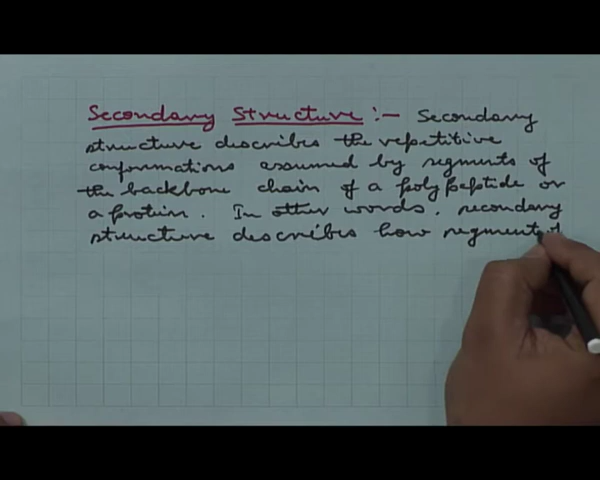 Secondary Structure :- Secondary
structure describes the repetitive
conformations assumed by segments of
the backbone chain of a polypeptide or
a protein. In other words, secondary
structure describes how segments